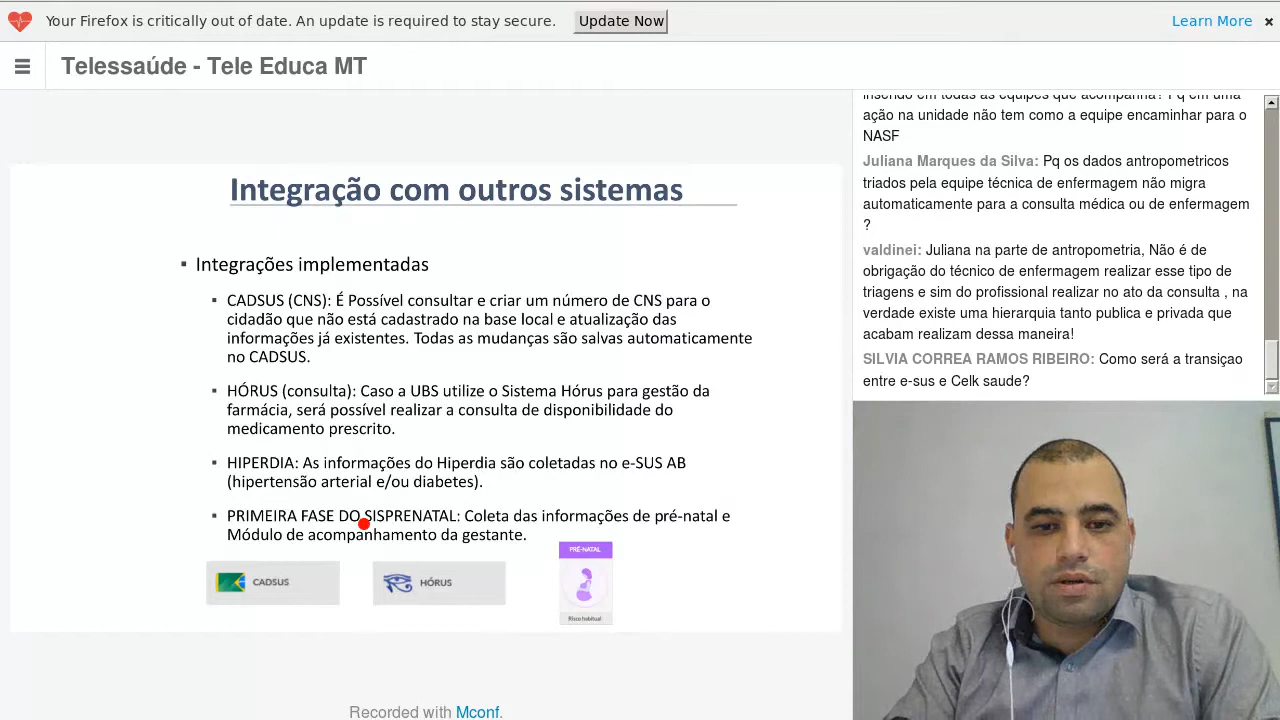 Your Firefox is critically out of date. An update is required to stay secure. Update Now Learn More ×
Telessaúde - Tele Educa MT
Integração com outros sistemas
Integrações implementadas
CADSUS (CNS): É Possível consultar e criar um número de CNS para o
cidadão que não está cadastrado na base local e atualização das
informações já existentes. Todas as mudanças são salvas automaticamente
no CADSUS.
HÓRUS (consulta): Caso a UBS utilize o Sistema Hórus para gestão da
farmácia, será possível realizar a consulta de disponibilidade do
medicamento prescrito.
HIPERDIA: As informações do Hiperdia são coletadas no e-SUS AB
(hipertensão arterial e/ou diabetes).
PRIMEIRA FASE DO SISPRENATAL: Coleta das informações de pré-natal e
Módulo de acompanhamento da gestante.
CADSUS
HÓRUS
PRÉ-NATAL
Risco habitual
Recorded with Mconf.
inserido em todas as equipes que acompanha? Pq em uma
ação na unidade não tem como a equipe encaminhar para o
NASF
Juliana Marques da Silva: Pq os dados antropometricos
triados pela equipe técnica de enfermagem não migra
automaticamente para a consulta médica ou de enfermagem
?
valdinei: Juliana na parte de antropometria, Não é de
obrigação do técnico de enfermagem realizar esse tipo de
triagens e sim do profissional realizar no ato da consulta , na
verdade existe uma hierarquia tanto publica e privada que
acabam realizam dessa maneira!
SILVIA CORREA RAMOS RIBEIRO: Como será a transiçao
entre e-sus e Celk saude?